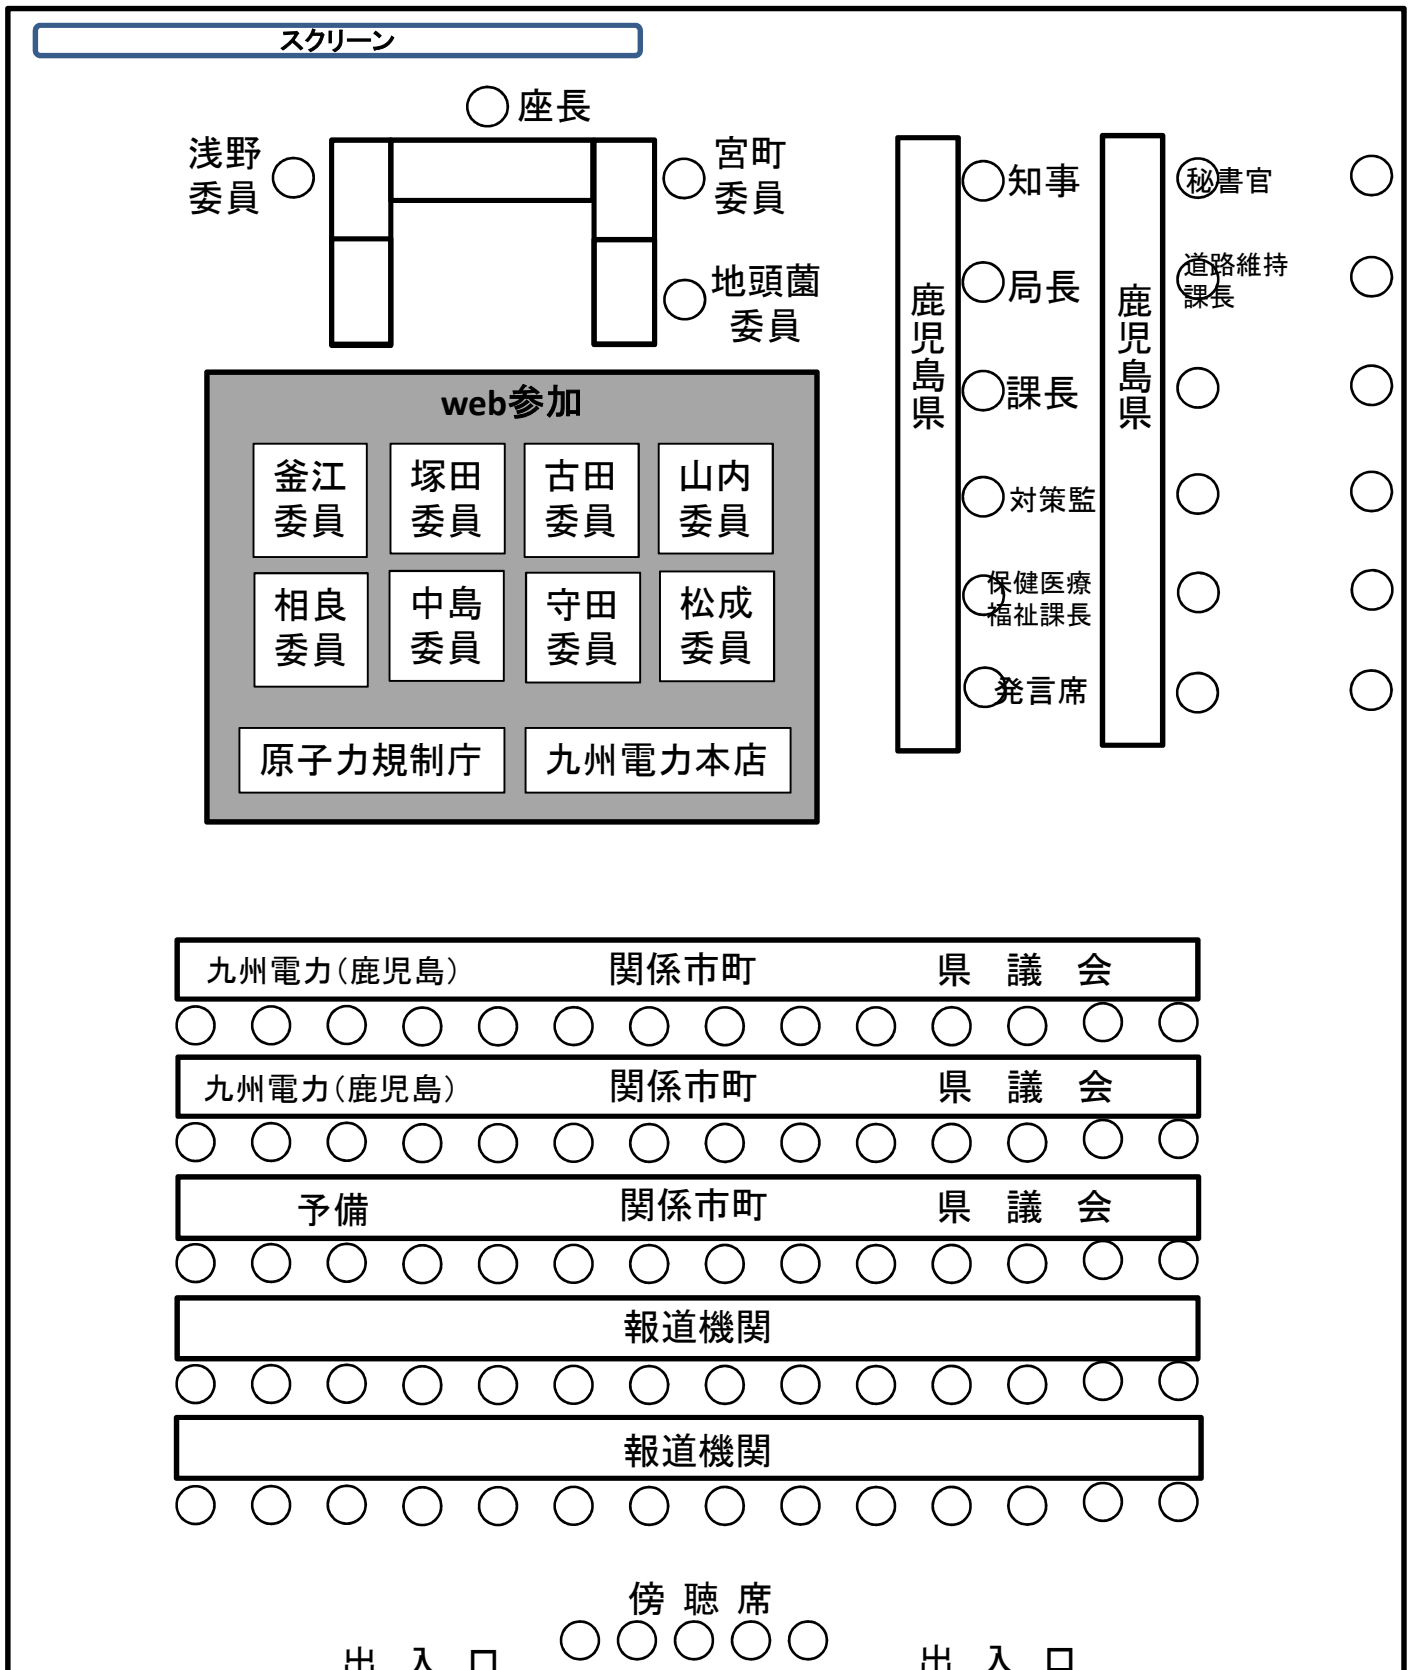 スクリーン
座長
浅野
委員
宮町
委員
地頭薗
委員
鹿児島県
知事
局長
課長
対策監
保健医療
福祉課長
発言席
鹿児島県
秘書官
道路維持
課長
web参加
釜江
委員
塚田
委員
古田
委員
山内
委員
相良
委員
中島
委員
守田
委員
松成
委員
原子力規制庁
九州電力本店
九州電力(鹿児島) 関係市町 県 議 会
九州電力(鹿児島) 関係市町 県 議 会
予備 関係市町 県 議 会
報道機関
報道機関
傍 聴 席
出 入 口
出 入 口